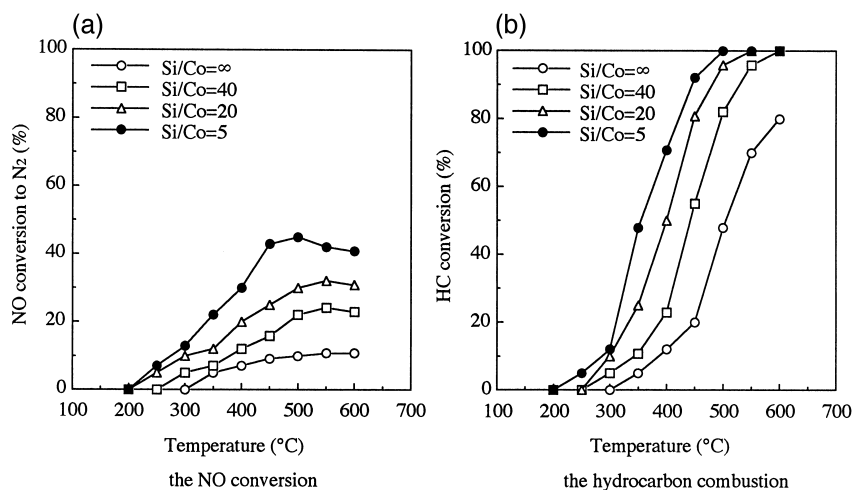 (a)
100
80
60
40
20
0
NO conversion to N2 (%)
Si/Co=∞
Si/Co=40
Si/Co=20
Si/Co=5
100 200 300 400 500 600 700
Temperature (°C)
the NO conversion
(b)
100
80
60
40
20
0
HC conversion (%)
Si/Co=∞
Si/Co=40
Si/Co=20
Si/Co=5
100 200 300 400 500 600 700
Temperature (°C)
the hydrocarbon combustion